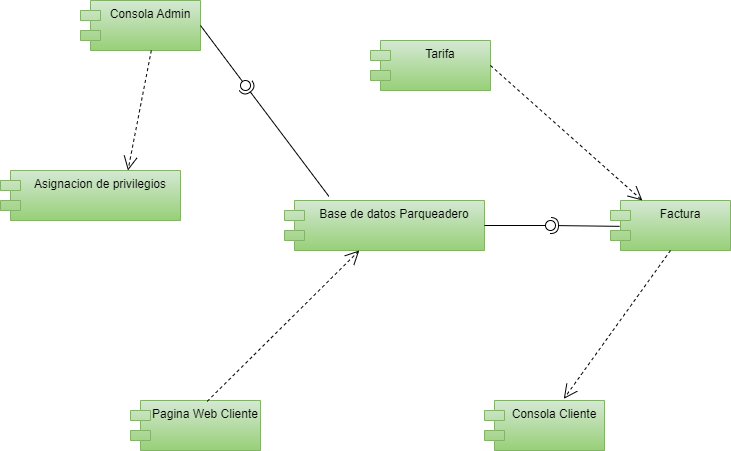 Consola Admin
Tarifa
Asignacion de privilegios
Base de datos Parqueadero
Factura
Pagina Web Cliente
Consola Cliente